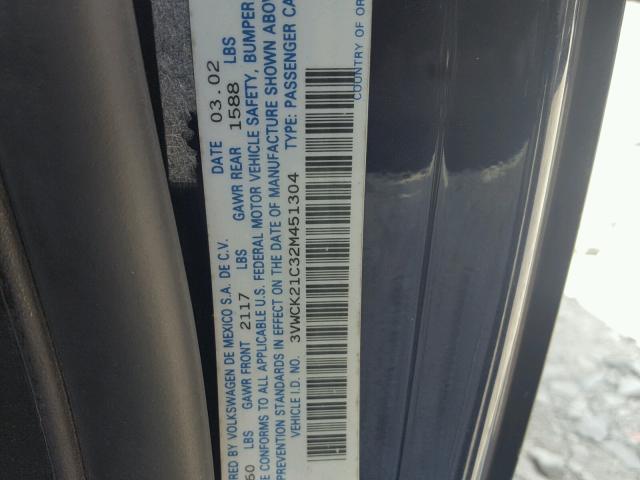 RED BY VOLKSWAGEN DE MEXICO S.A. DE C.V. DATE 03.02
60 LBS GAWR FRONT 2117 LBS GAWR REAR 1588 LBS
E CONFORMS TO ALL APPLICABLE U.S. FEDERAL MOTOR VEHICLE SAFETY, BUMPER
PREVENTION STANDARDS IN EFFECT ON THE DATE OF MANUFACTURE SHOWN ABOV
VEHICLE I.D. NO. 3VWCK21C32M451304 TYPE: PASSENGER CA
COUNTRY OF OR